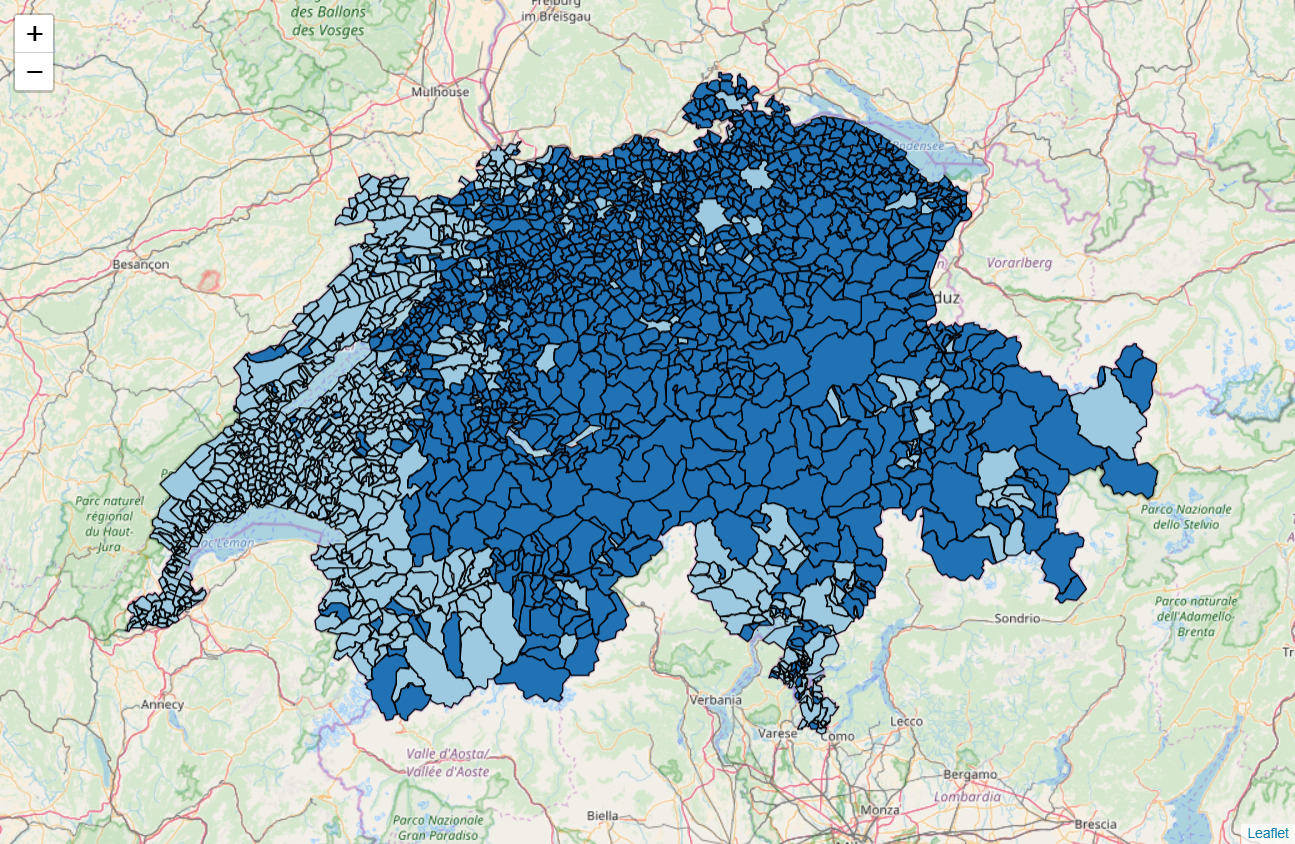 +
−
des Ballons
des Vosges
Freiburg
im Breisgau
Mulhouse
Bodensee
Besançon
Vorarlberg
duz
Parc naturel
régional
du Haut-
Jura
Léman
Parco Nazionale
dello Stelvio
Sondrio
Parco naturale
dell'Adamello-
Brenta
Annecy
Verbania
Lecco
Varese
Como
Valle d'Aosta/
Vallée d'Aoste
Bergamo
Lombardia
Biella
Monza
Brescia
Parco Nazionale
Gran Paradiso
Leaflet